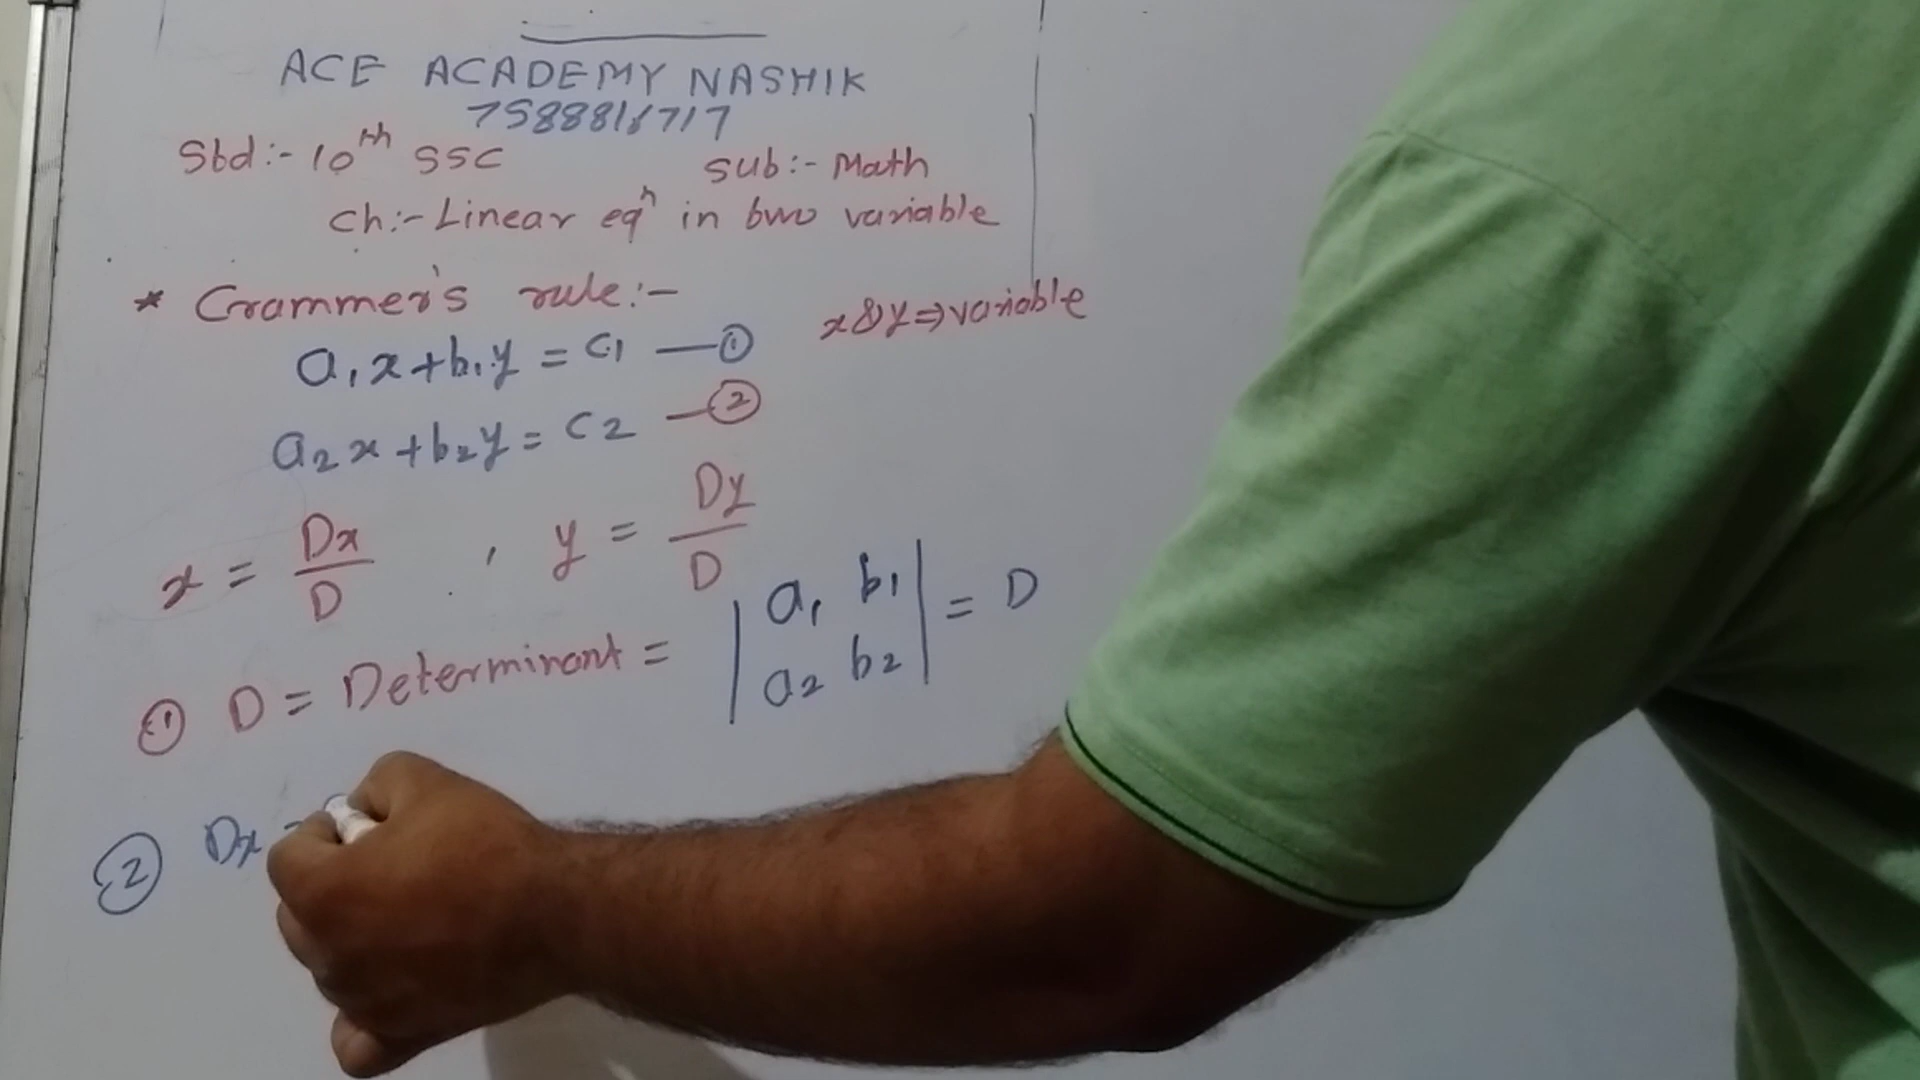 ACE ACADEMY NASHIK
7588816717
Std:- 10th SSC Sub:- Math
Ch:- Linear eqn in two variable
* Crammer's rule:-
x & y ⇒ variable
a1x + b1y = c1 — ①
a2x + b2y = c2 — ②
x = Dx/D , y = Dy/D
① D = Determinant = | a1 b1 | = D
| a2 b2 |
② Dx =